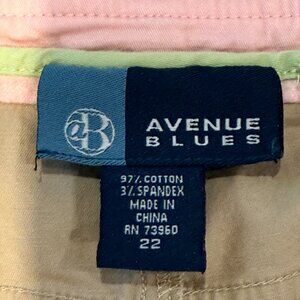 aB
AVENUE
BLUES
97% COTTON
3% SPANDEX
MADE IN
CHINA
RN 73960
22